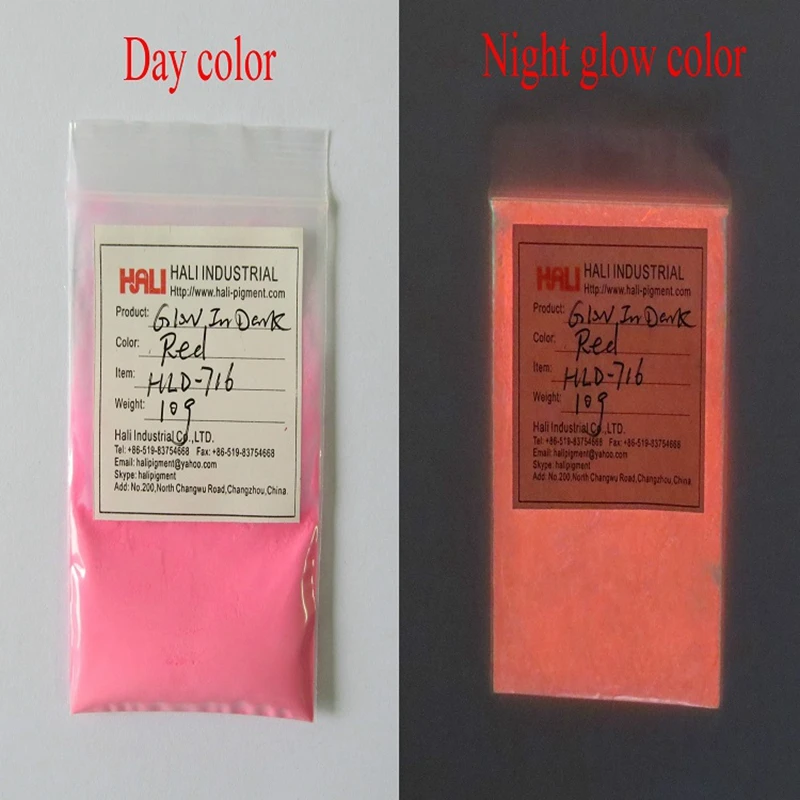 Day color
HALI HALI INDUSTRIAL
Http://www.hali-pigment.com
Product: Glow In Dark
Color: Red
Item: HLD-716
Weight: 10g
Hali Industrial Co.,LTD.
Tel: +86-519-83754668 Fax: +86-519-83754668
Email: halipigment@yahoo.com
Skype: halipigment
Add: No.200,North Changwu Road,Changzhou,China
Night glow color
HALI HALI INDUSTRIAL
Http://www.hali-pigment.com
Product: Glow In Dark
Color: Red
Item: HLD-716
Weight: 10g
Hali Industrial Co.,LTD.
Tel: +86-519-83754668 Fax: +86-519-83754668
Email: halipigment@yahoo.com
Skype: halipigment
Add: No.200,North Changwu Road,Changzhou,China